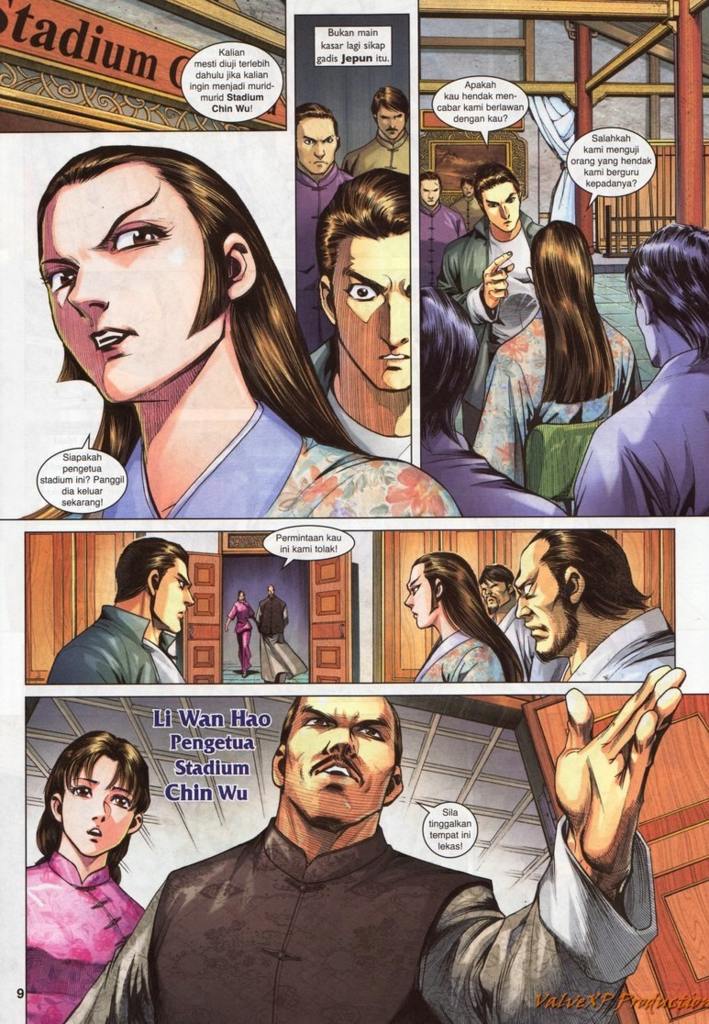 Stadium C
Kalian
mesti diuji terlebih
dahulu jika kalian
ingin menjadi murid-
murid Stadium
Chin Wu!
Bukan main
kasar lagi sikap
gadis Jepun itu.
Apakah
kau hendak men-
cabar kami berlawan
dengan kau?
Salahkah
kami menguji
orang yang hendak
kami berguru
kepadanya?
Siapakah
pengetua
stadium ini? Panggil
dia keluar
sekarang!
Permintaan kau
ini kami tolak!
Li Wan Hao
Pengetua
Stadium
Chin Wu
Sila
tinggalkan
tempat ini
lekas!
9
ValveXP Production